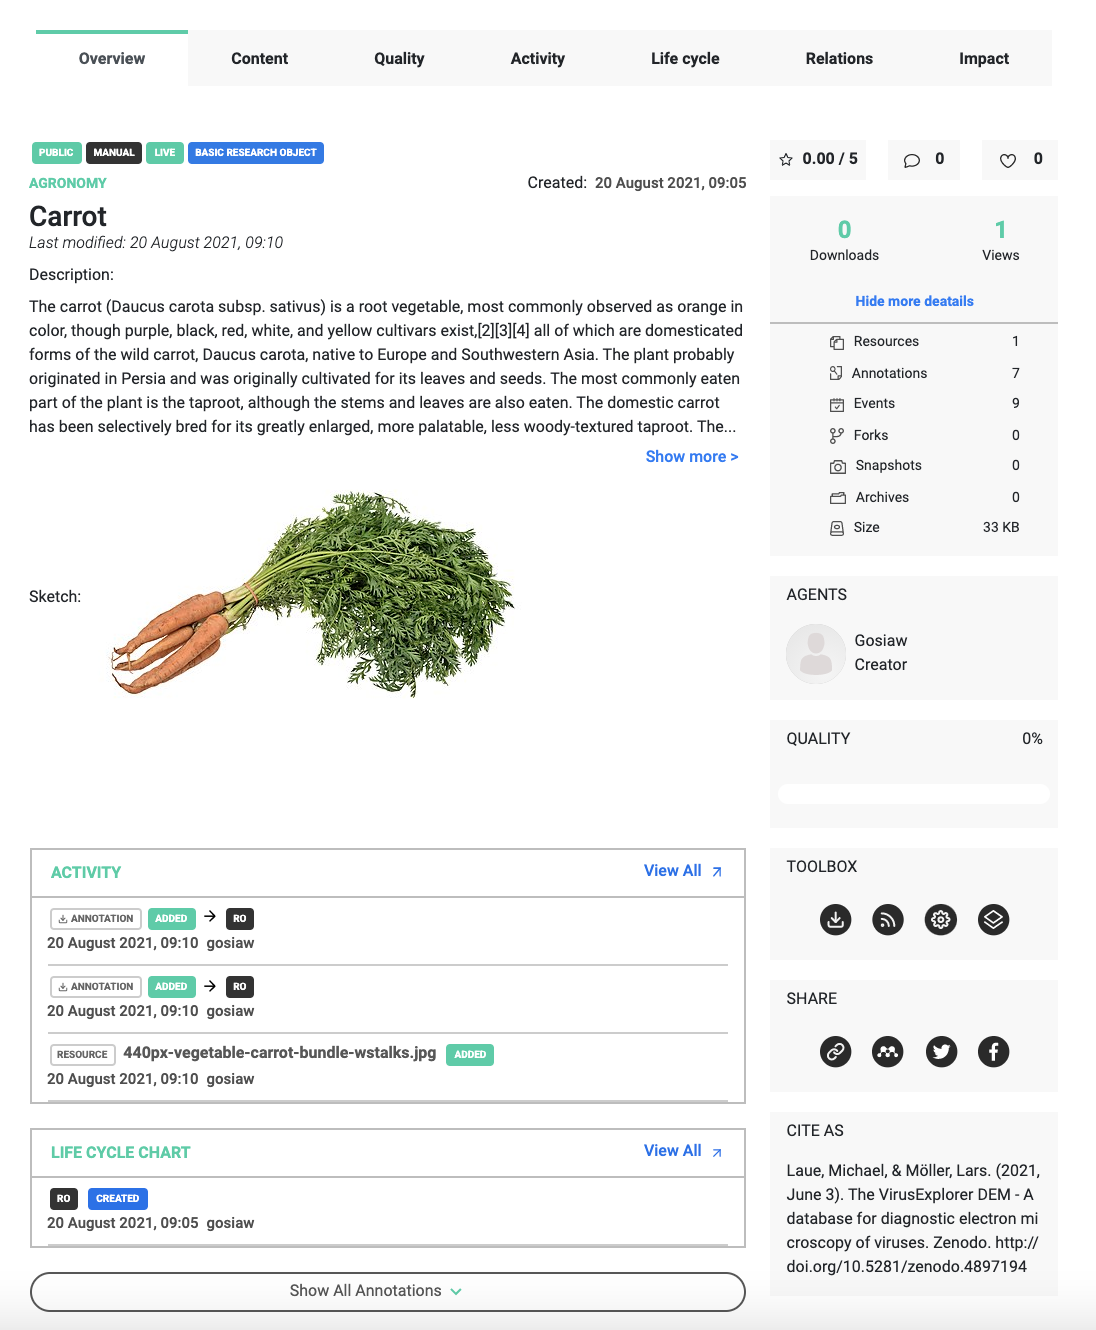 Overview Content Quality Activity Life cycle Relations Impact
PUBLIC MANUAL LIVE BASIC RESEARCH OBJECT
AGRONOMY
Created: 20 August 2021, 09:05
Carrot
Last modified: 20 August 2021, 09:10
Description:
The carrot (Daucus carota subsp. sativus) is a root vegetable, most commonly observed as orange in
color, though purple, black, red, white, and yellow cultivars exist,[2][3][4] all of which are domesticated
forms of the wild carrot, Daucus carota, native to Europe and Southwestern Asia. The plant probably
originated in Persia and was originally cultivated for its leaves and seeds. The most commonly eaten
part of the plant is the taproot, although the stems and leaves are also eaten. The domestic carrot
has been selectively bred for its greatly enlarged, more palatable, less woody-textured taproot. The...
Show more >
Sketch:
ACTIVITY
View All
ANNOTATION ADDED → RO
20 August 2021, 09:10 gosiaw
ANNOTATION ADDED → RO
20 August 2021, 09:10 gosiaw
RESOURCE 440px-vegetable-carrot-bundle-wstalks.jpg ADDED
20 August 2021, 09:10 gosiaw
LIFE CYCLE CHART
View All
RO CREATED
20 August 2021, 09:05 gosiaw
Show All Annotations
0.00 / 5 0 0
0 1
Downloads Views
Hide more deatails
Resources 1
Annotations 7
Events 9
Forks 0
Snapshots 0
Archives 0
Size 33 KB
AGENTS
Gosiaw
Creator
QUALITY 0%
TOOLBOX
SHARE
CITE AS
Laue, Michael, & Möller, Lars. (2021,
June 3). The VirusExplorer DEM - A
database for diagnostic electron mi
croscopy of viruses. Zenodo. http://
doi.org/10.5281/zenodo.4897194